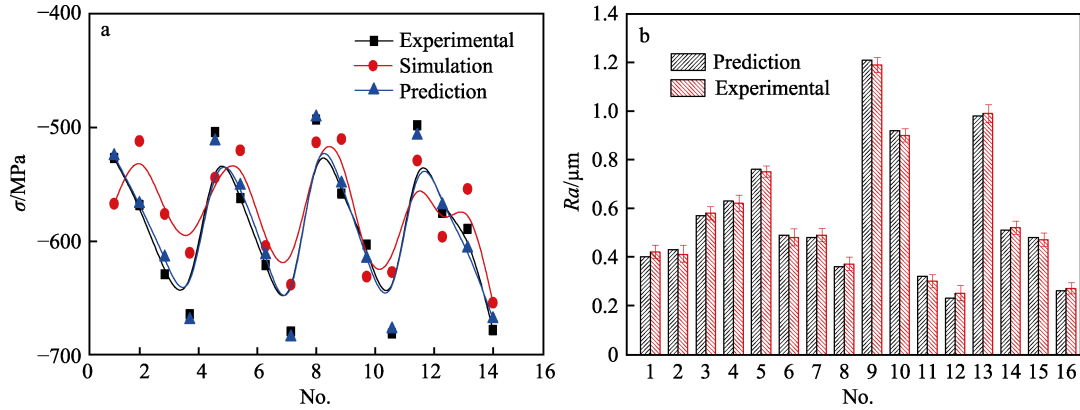 a
Experimental
Simulation
Prediction
−400
−500
−600
−700
σ/MPa
0 2 4 6 8 10 12 14 16
No.
b
Prediction
Experimental
1.4
1.2
1.0
0.8
0.6
0.4
0.2
0
Ra/μm
1 2 3 4 5 6 7 8 9 10 11 12 13 14 15 16
No.